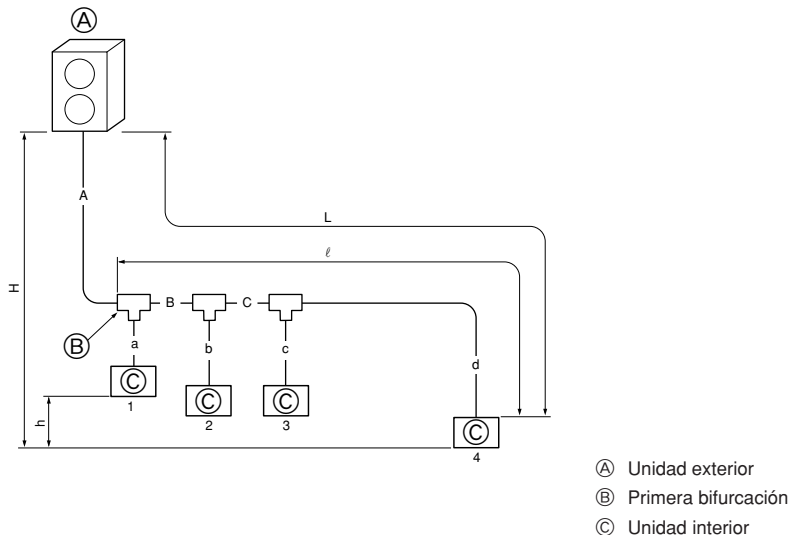 Ⓐ
A
L
ℓ
H
B
C
Ⓑ
a
b
c
d
Ⓒ
1
Ⓒ
2
Ⓒ
3
h
Ⓒ
4
Ⓐ Unidad exterior
Ⓑ Primera bifurcación
Ⓒ Unidad interior